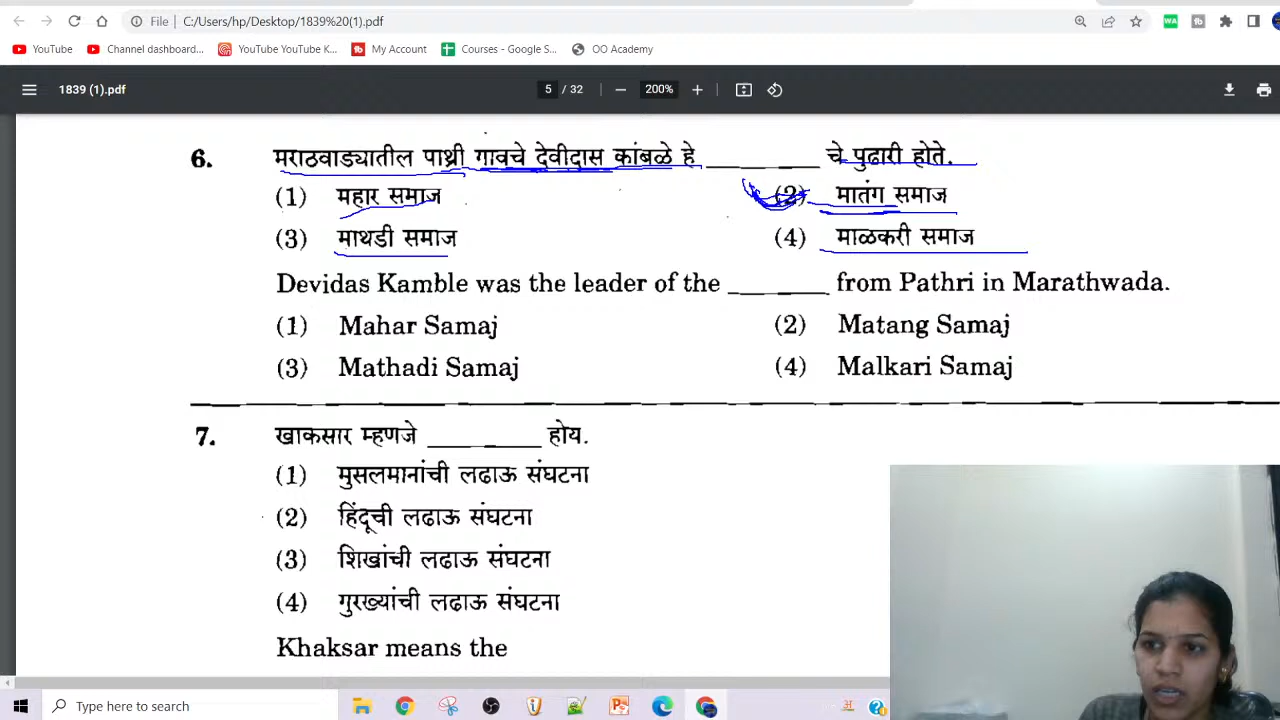 File | C:/Users/hp/Desktop/1839%20(1).pdf
YouTube Channel dashboard... YouTube YouTube K... My Account Courses - Google S... OO Academy
1839 (1).pdf 5 / 32 200%
6. मराठवाड्यातील पाथ्री गावचे देवीदास कांबळे हे ________ चे पुढारी होते.
(1) महार समाज (2) मातंग समाज
(3) माथडी समाज (4) माळकरी समाज
Devidas Kamble was the leader of the _______ from Pathri in Marathwada.
(1) Mahar Samaj (2) Matang Samaj
(3) Mathadi Samaj (4) Malkari Samaj
7. खाकसार म्हणजे ________ होय.
(1) मुसलमानांची लढाऊ संघटना
(2) हिंदूची लढाऊ संघटना
(3) शिखांची लढाऊ संघटना
(4) गुरख्यांची लढाऊ संघटना
Khaksar means the
Type here to search